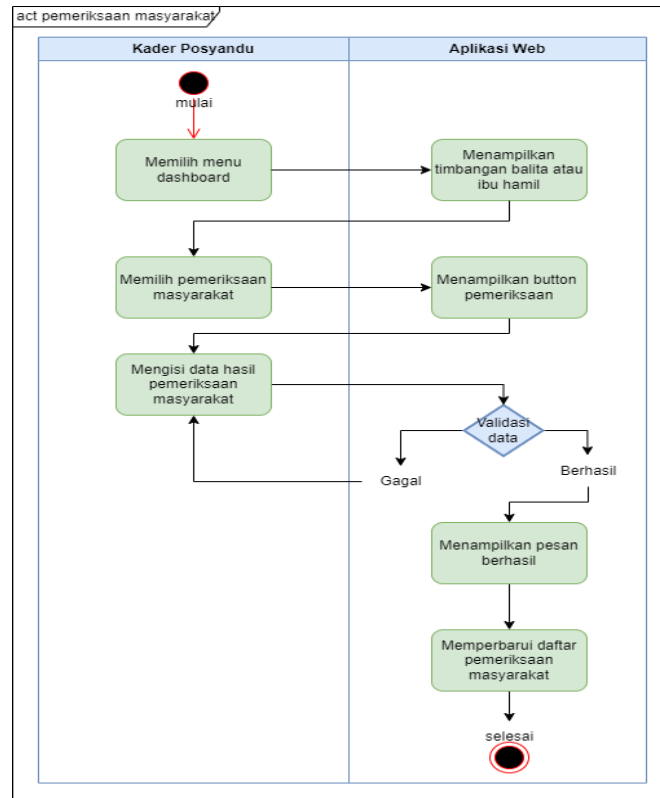 act pemeriksaan masyarakat
Kader Posyandu
Aplikasi Web
mulai
Memilih menu
dashboard
Menampilkan
timbangan balita atau
ibu hamil
Memilih pemeriksaan
masyarakat
Menampilkan button
pemeriksaan
Mengisi data hasil
pemeriksaan
masyarakat
Validasi
data
Gagal
Berhasil
Menampilkan pesan
berhasil
Memperbarui daftar
pemeriksaan
masyarakat
selesai